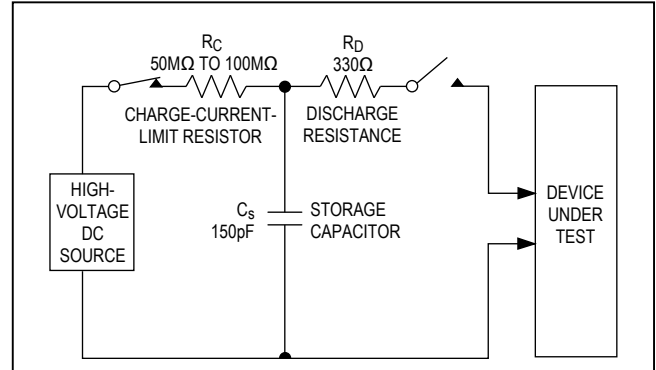 RC
50MΩ TO 100MΩ
CHARGE-CURRENT-
LIMIT RESISTOR
RD
330Ω
DISCHARGE
RESISTANCE
HIGH-
VOLTAGE
DC
SOURCE
Cs
150pF
STORAGE
CAPACITOR
DEVICE
UNDER
TEST